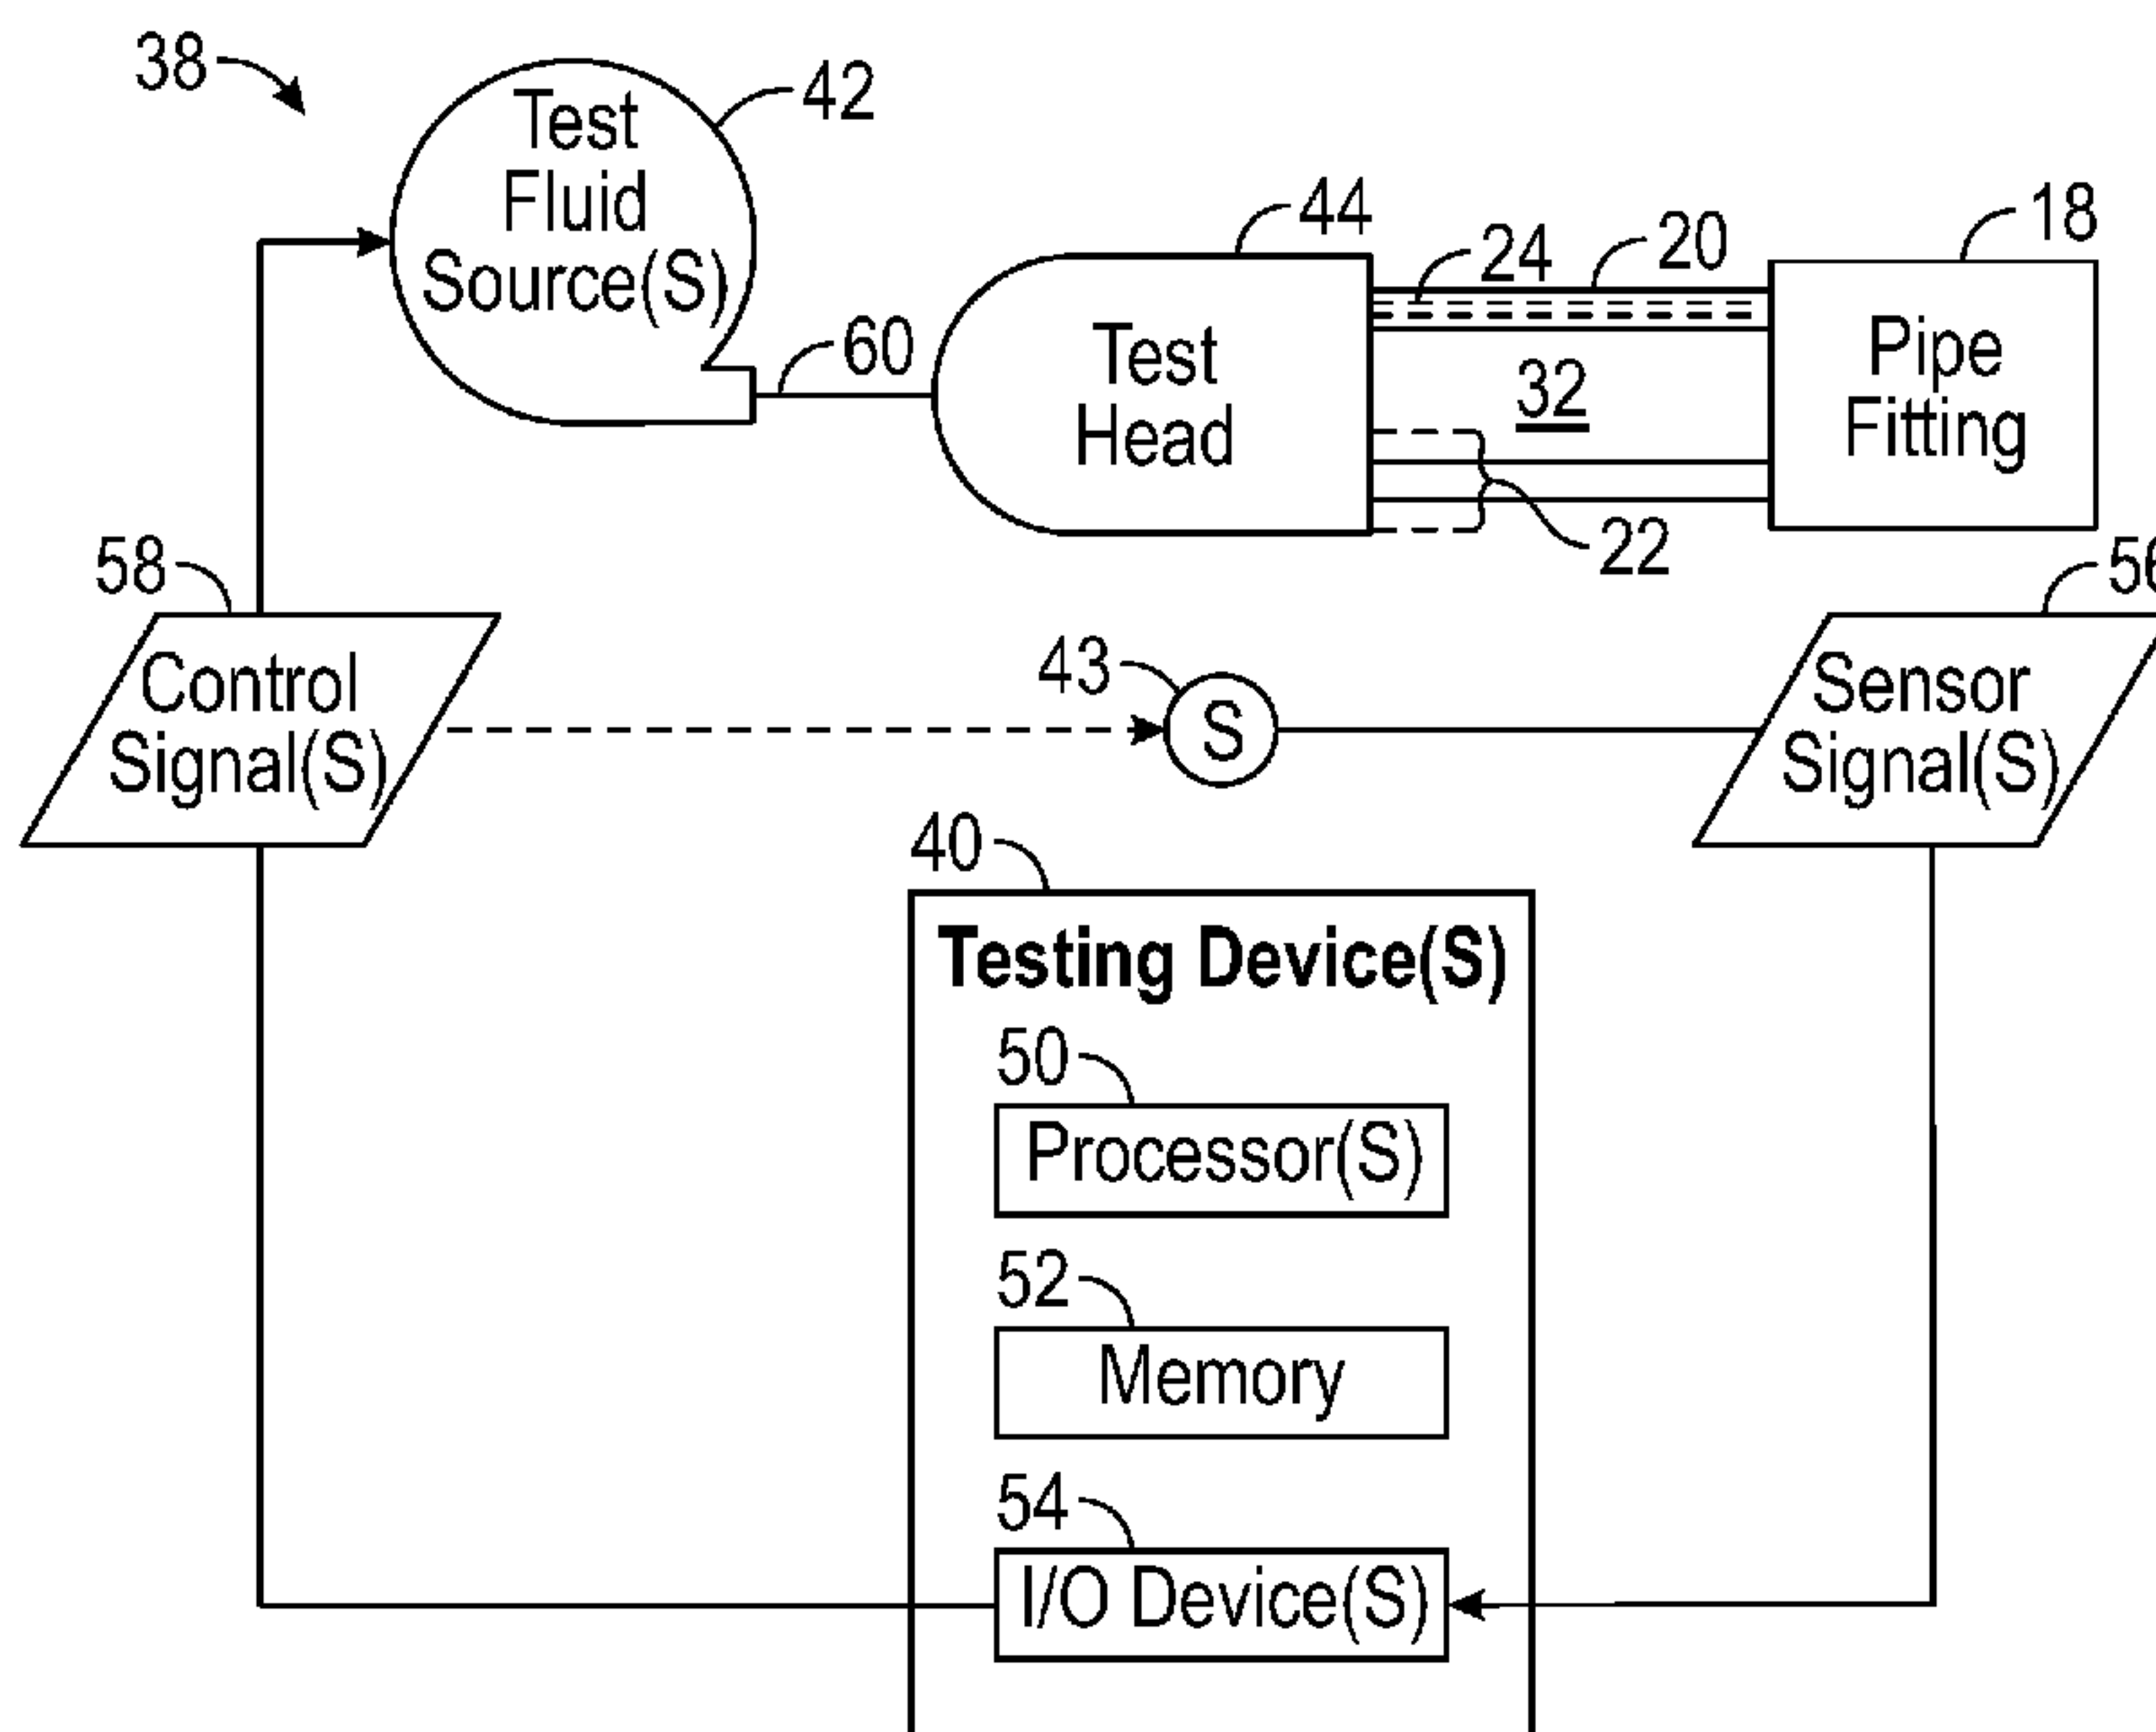 38
42
Test
Fluid
Source(S)
44
24
20
18
60
Test
Head
32
Pipe
Fitting
22
58
Control
Signal(S)
43
S
Sensor
Signal(S)
40
Testing Device(S)
50
Processor(S)
52
Memory
54
I/O Device(S)